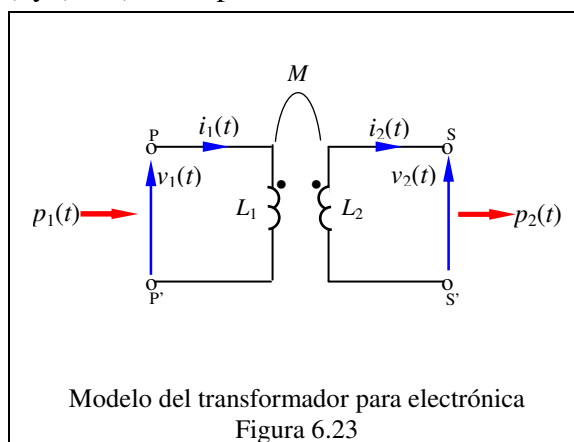 M
P
i₁(t)
i₂(t)
S
v₁(t)
v₂(t)
p₁(t)
L₁
L₂
p₂(t)
P'
S'
Modelo del transformador para electrónica
Figura 6.23